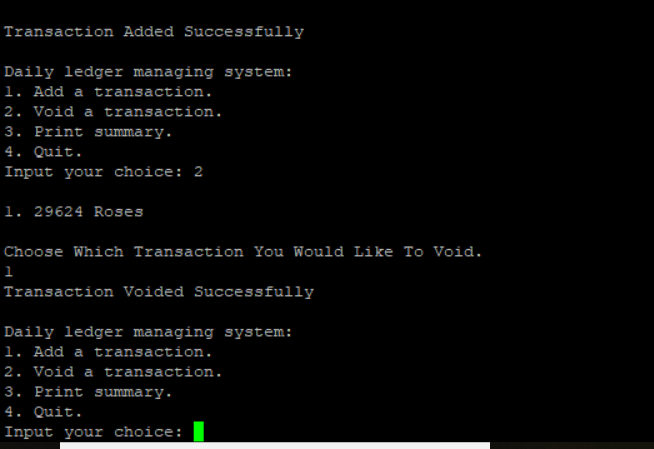 Transaction Added Successfully
Daily ledger managing system:
1. Add a transaction.
2. Void a transaction.
3. Print summary.
4. Quit.
Input your choice: 2
1. 29624 Roses
Choose Which Transaction You Would Like To Void.
1
Transaction Voided Successfully
Daily ledger managing system:
1. Add a transaction.
2. Void a transaction.
3. Print summary.
4. Quit.
Input your choice: